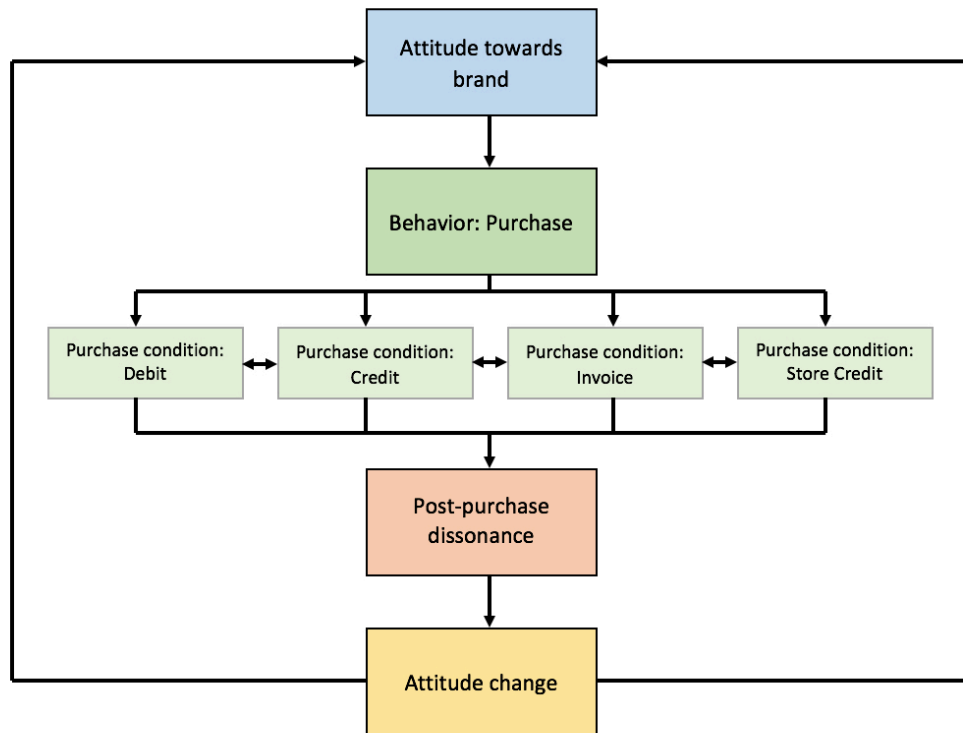 Attitude towards
brand
Behavior: Purchase
Purchase condition:
Debit
Purchase condition:
Credit
Purchase condition:
Invoice
Purchase condition:
Store Credit
Post-purchase
dissonance
Attitude change